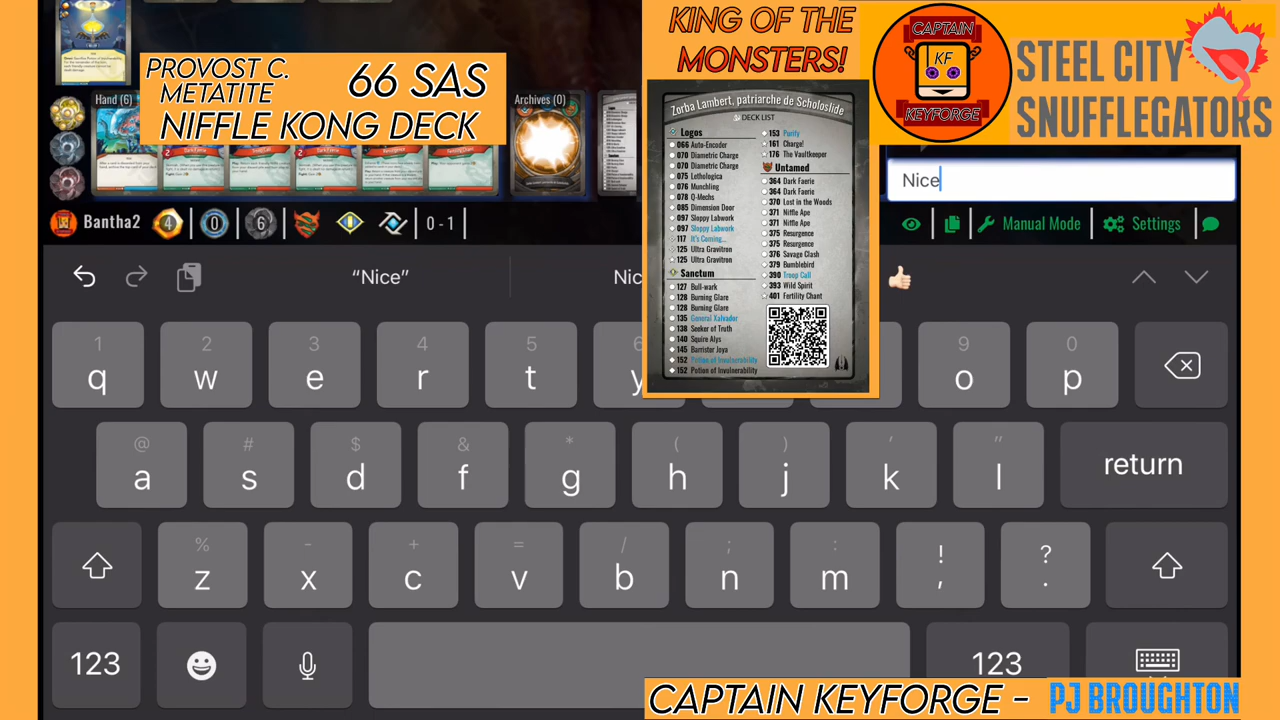 PROVOST C.
METATITE
66 SAS
NIFFLE KONG DECK
KING OF THE
MONSTERS!
CAPTAIN
KF
KEYFORGE
STEEL CITY
SNUFFLEGATORS
Hand (6)
Archives (0)
Bantha2
4
0
6
0 - 1
Zorba Lambert, patriarche de Scholoslide
DECK LIST
Logos
066 Auto-Encoder
070 Diametric Charge
070 Diametric Charge
075 Lethologica
076 Munchling
078 Q-Mechs
085 Dimension Door
097 Sloppy Labwork
097 Sloppy Labwork
117 It's Coming...
125 Ultra Gravitron
125 Ultra Gravitron
Sanctum
127 Bull-wark
128 Burning Glare
128 Burning Glare
135 General Xalvador
138 Seeker of Truth
140 Squire Alys
145 Barrister Joya
152 Potion of Invulnerability
152 Potion of Invulnerability
153 Purify
161 Charge!
176 The Vaultkeeper
Untamed
364 Dark Faerie
364 Dark Faerie
370 Lost in the Woods
371 Niffle Ape
371 Niffle Ape
375 Resurgence
375 Resurgence
376 Savage Clash
379 Bumblebird
390 Troop Call
393 Wild Spirit
401 Fertility Chant
Nice
Manual Mode
Settings
“Nice”
Nic
👍🏻
1 2 3 4 5 6 9 0
q w e r t y o p
@ # $ & * ( ) ' "
a s d f g h j k l return
% - + = / ; : ! ?
z x c v b n m , .
123 123
CAPTAIN KEYFORGE - PJ BROUGHTON